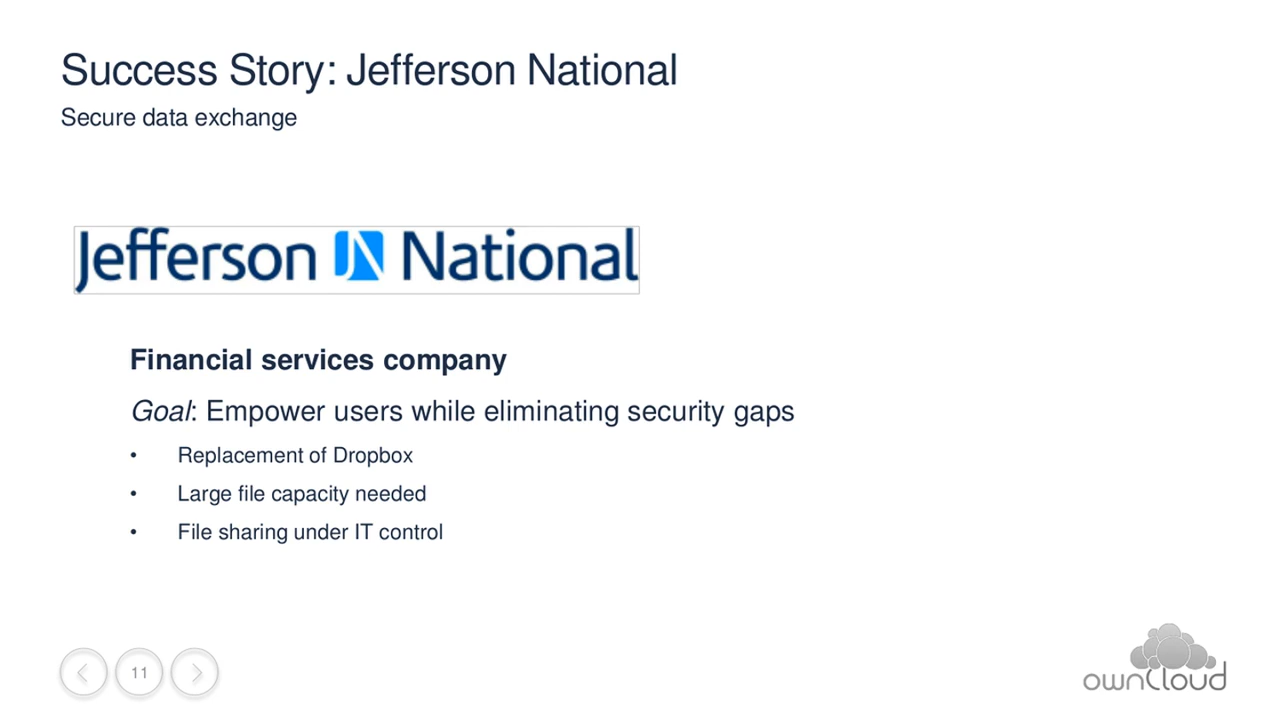 Success Story: Jefferson National
Secure data exchange
Jefferson JN National
Financial services company
Goal: Empower users while eliminating security gaps
• Replacement of Dropbox
• Large file capacity needed
• File sharing under IT control
11
ownCloud